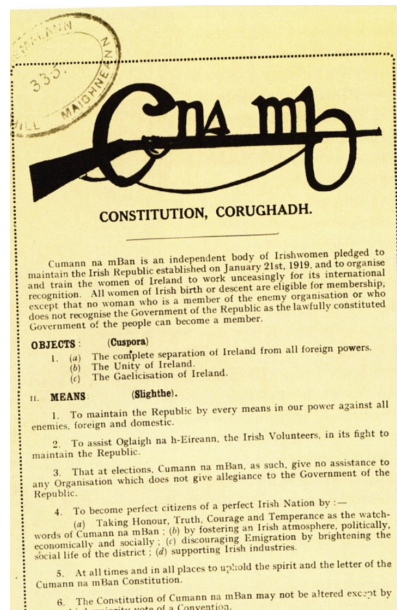 333.
C na mb
CONSTITUTION, CORUGHADH.
Cumann na mBan is an independent body of Irishwomen pledged to
maintain the Irish Republic established on January 21st, 1919, and to organise
and train the women of Ireland to work unceasingly for its international
recognition. All women of Irish birth or descent are eligible for membership,
except that no woman who is a member of the enemy organisation or who
does not recognise the Government of the Republic as the lawfully constituted
Government of the people can become a member.
OBJECTS : (Cuspora)
I. (a) The complete separation of Ireland from all foreign powers.
(b) The Unity of Ireland.
(c) The Gaelicisation of Ireland.
II. MEANS (Slighthe).
1. To maintain the Republic by every means in our power against all
enemies, foreign and domestic.
2. To assist Oglaigh na h-Eireann, the Irish Volunteers, in its fight to
maintain the Republic.
3. That at elections, Cumann na mBan, as such, give no assistance to
any Organisation which does not give allegiance to the Government of the
Republic.
4. To become perfect citizens of a perfect Irish Nation by :—
(a) Taking Honour, Truth, Courage and Temperance as the watch-
words of Cumann na mBan ; (b) by fostering an Irish atmosphere, politically,
economically and socially ; (c) discouraging Emigration by brightening the
social life of the district ; (d) supporting Irish industries.
5. At all times and in all places to uphold the spirit and the letter of the
Cumann na mBan Constitution.
6. The Constitution of Cumann na mBan may not be altered except by
majority vote of a Convention.